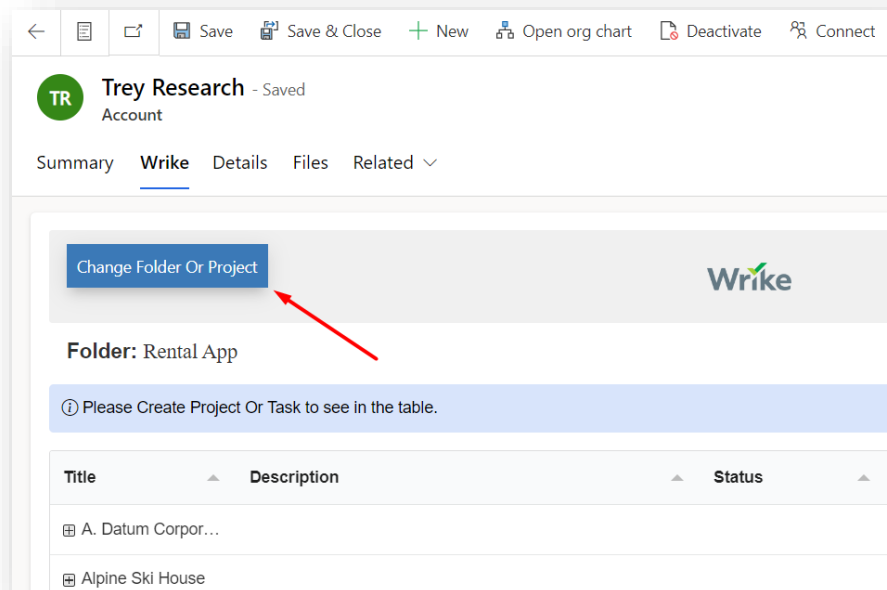 Save Save & Close New Open org chart Deactivate Connect
TR
Trey Research - Saved
Account
Summary Wrike Details Files Related
Change Folder Or Project
Wrike
Folder: Rental App
Please Create Project Or Task to see in the table.
Title Description Status
A. Datum Corpor…
Alpine Ski House